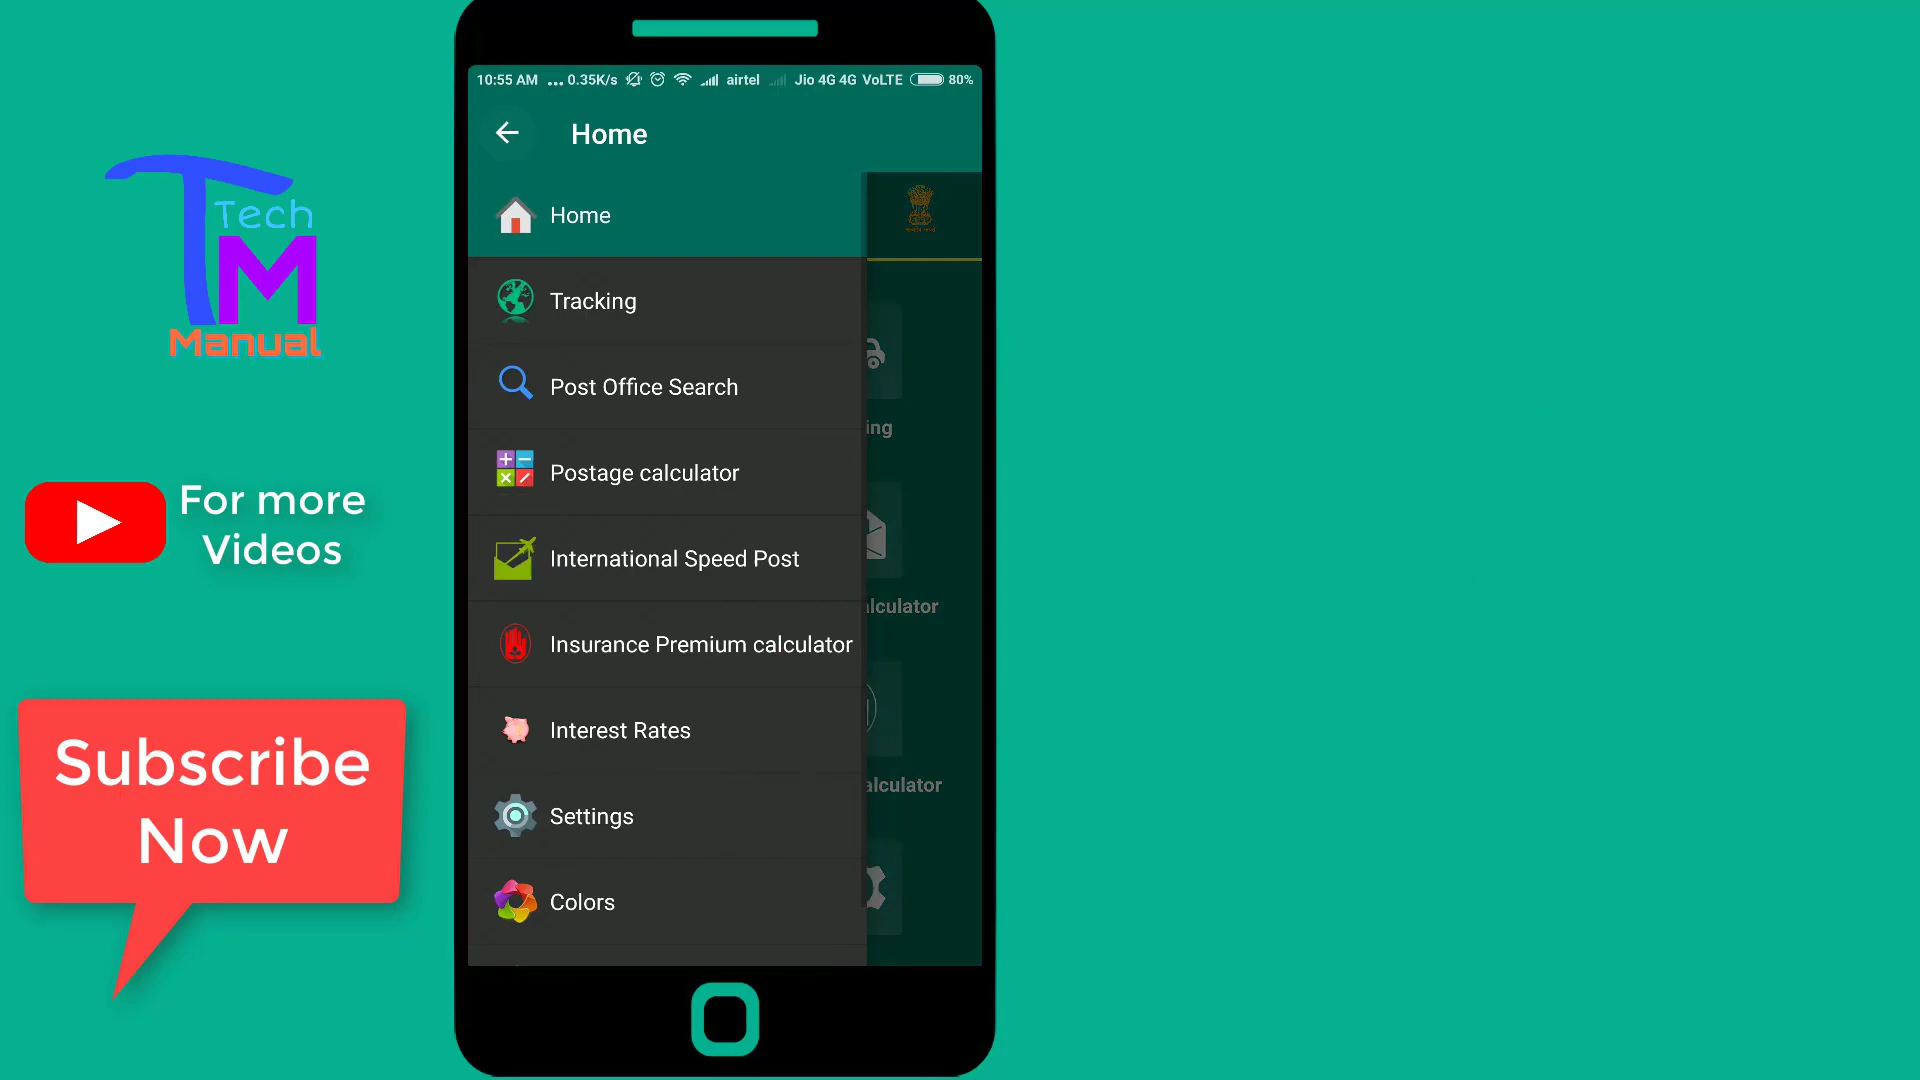 Tech
M
Manual
For more
Videos
Subscribe
Now
10:55 AM ... 0.35K/s airtel Jio 4G 4G VoLTE 80%
Home
Home
Tracking
Post Office Search
Postage calculator
International Speed Post
Insurance Premium calculator
Interest Rates
Settings
Colors
ing
lculator
alculator